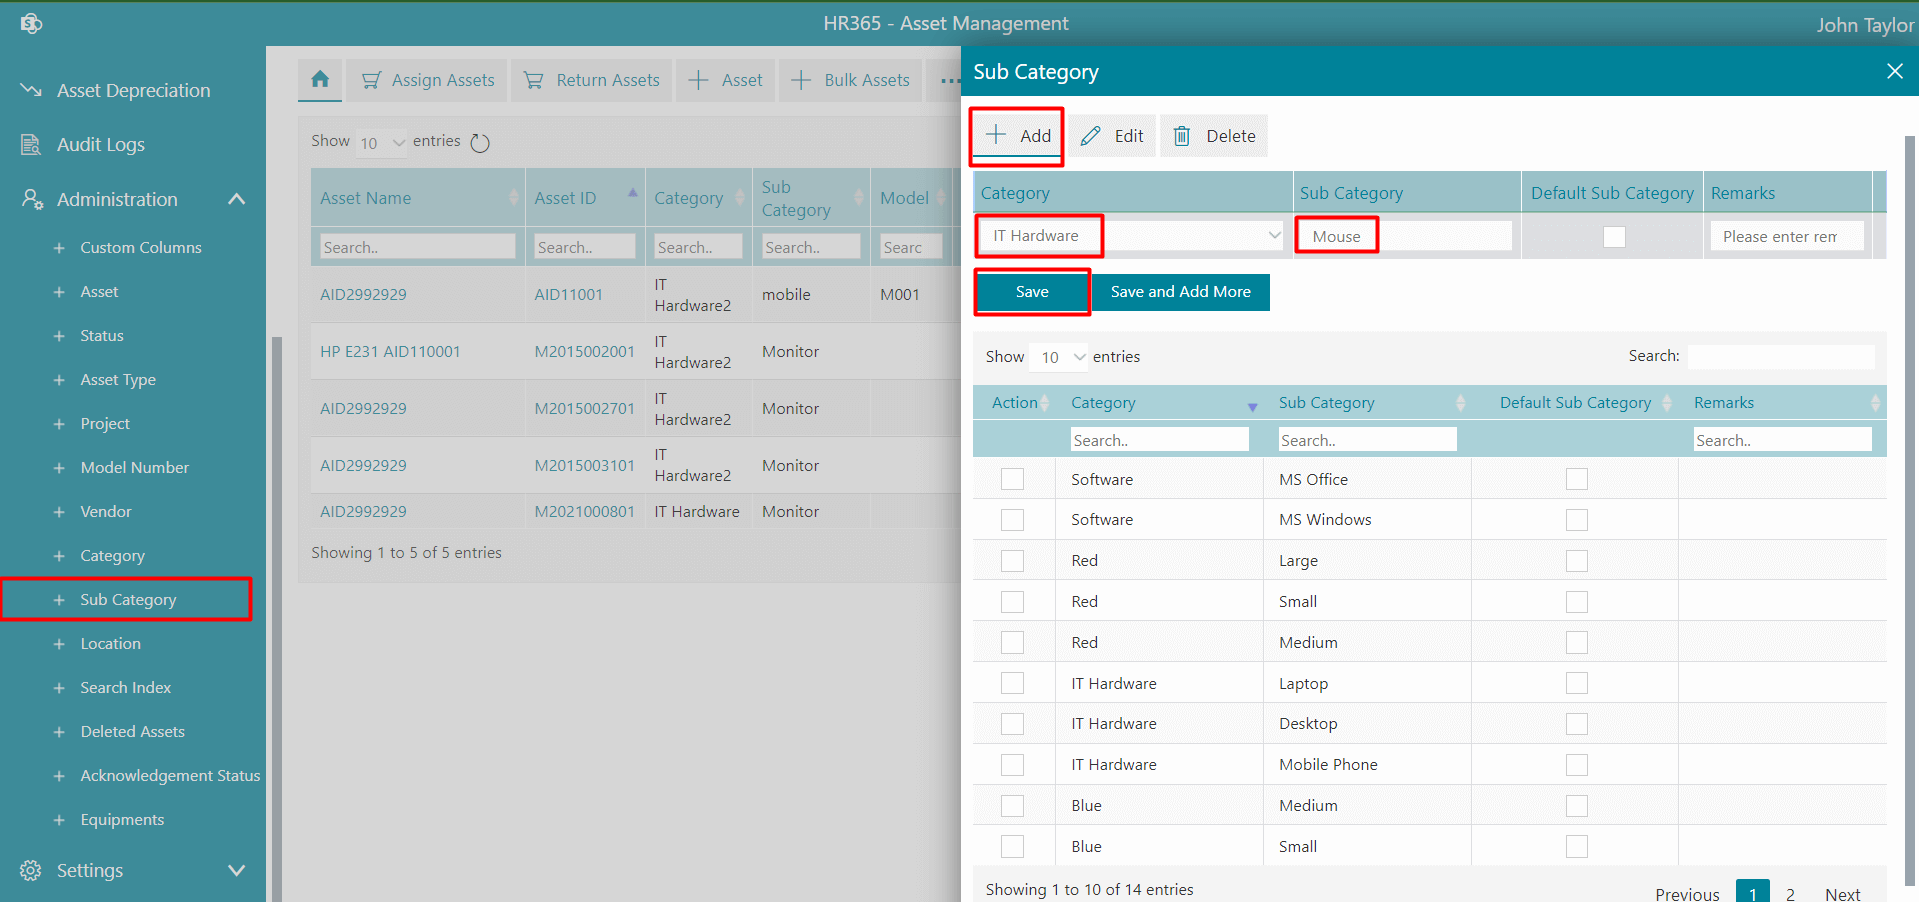 HR365 - Asset Management
John Taylor
Asset Depreciation
Audit Logs
Administration
Custom Columns
Asset
Status
Asset Type
Project
Model Number
Vendor
Category
Sub Category
Location
Search Index
Deleted Assets
Acknowledgement Status
Equipments
Settings
Assign Assets Return Assets Asset Bulk Assets ...
Show 10 entries
Asset Name Asset ID Category Sub Category Model
Search.. Search.. Search.. Search.. Searc
AID2992929 AID11001 IT Hardware2 mobile M001
HP E231 AID110001 M2015002001 IT Hardware2 Monitor
AID2992929 M2015002701 IT Hardware2 Monitor
AID2992929 M2015003101 IT Hardware2 Monitor
AID2992929 M2021000801 IT Hardware Monitor
Showing 1 to 5 of 5 entries
Sub Category
Add Edit Delete
Category Sub Category Default Sub Category Remarks
IT Hardware Mouse Please enter rem
Save Save and Add More
Show 10 entries Search:
Action Category Sub Category Default Sub Category Remarks
Search.. Search.. Search..
Software MS Office
Software MS Windows
Red Large
Red Small
Red Medium
IT Hardware Laptop
IT Hardware Desktop
IT Hardware Mobile Phone
Blue Medium
Blue Small
Showing 1 to 10 of 14 entries
Previous 1 2 Next